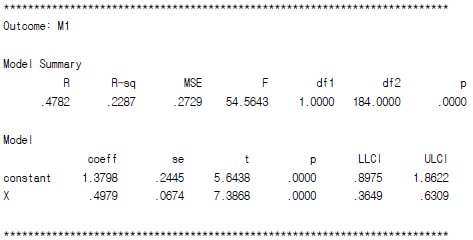 **************************************************************************
Outcome: M1
Model Summary
R R-sq MSE F df1 df2 p
.4782 .2287 .2729 54.5643 1.0000 184.0000 .0000
Model
coeff se t p LLCI ULCI
constant 1.3798 .2445 5.6438 .0000 .8975 1.8622
X .4979 .0674 7.3868 .0000 .3649 .6309
**************************************************************************